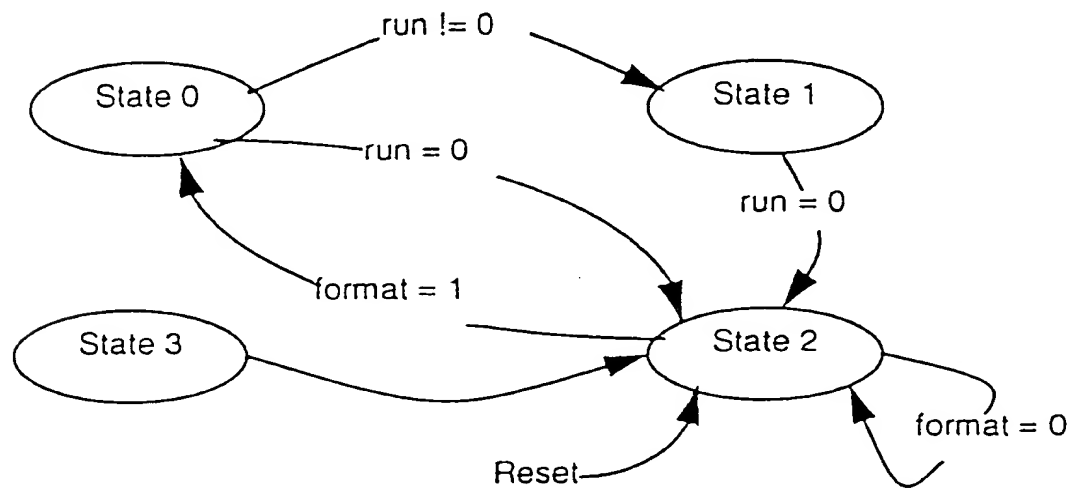 run != 0
State 0
State 1
run = 0
run = 0
format = 1
State 3
State 2
format = 0
Reset